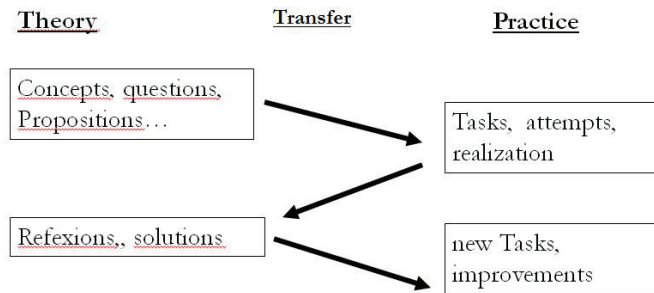 Theory
Transfer
Practice
Concepts, questions,
Propositions…
Tasks, attempts,
realization
Refexions,, solutions
new Tasks,
improvements